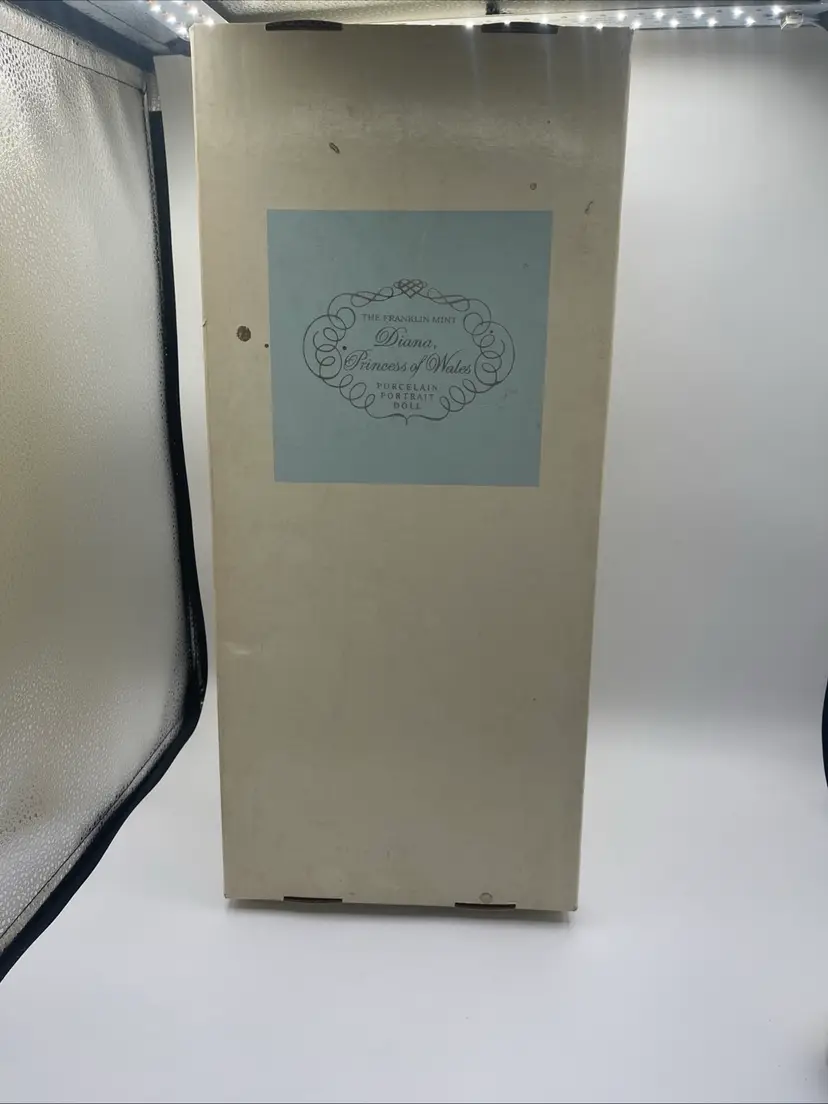 THE FRANKLIN MINT
Diana,
Princess of Wales
PORCELAIN
PORTRAIT
DOLL